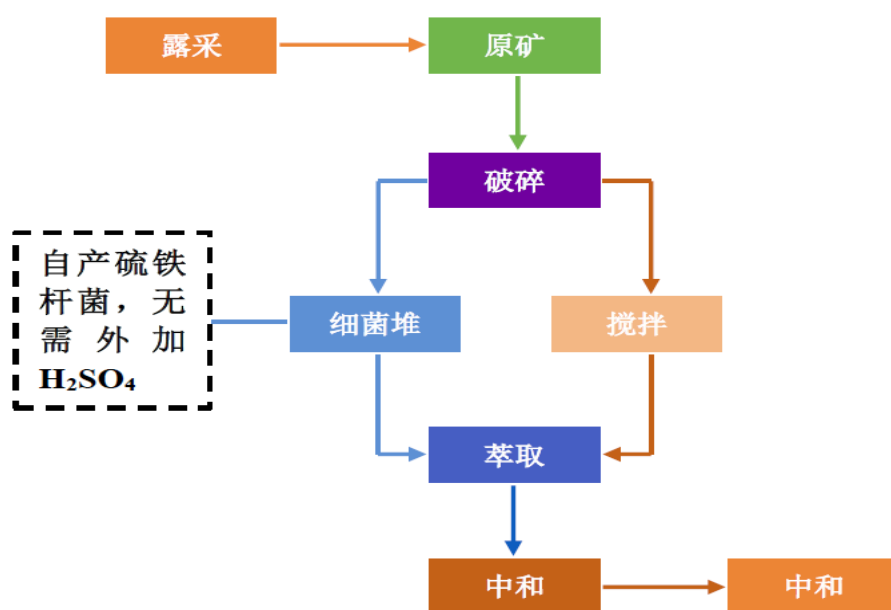 露采
原矿
破碎
自产硫铁
杆菌，无
需外加
H₂SO₄
细菌堆
搅拌
萃取
中和
中和